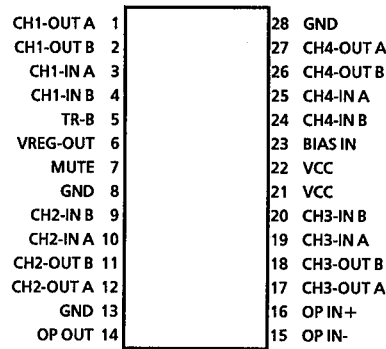 CH1-OUT A 1 28 GND
CH1-OUT B 2 27 CH4-OUT A
CH1-IN A 3 26 CH4-OUT B
CH1-IN B 4 25 CH4-IN A
TR-B 5 24 CH4-IN B
VREG-OUT 6 23 BIAS IN
MUTE 7 22 VCC
GND 8 21 VCC
CH2-IN B 9 20 CH3-IN B
CH2-IN A 10 19 CH3-IN A
CH2-OUT B 11 18 CH3-OUT B
CH2-OUT A 12 17 CH3-OUT A
GND 13 16 OP IN+
OP OUT 14 15 OP IN-